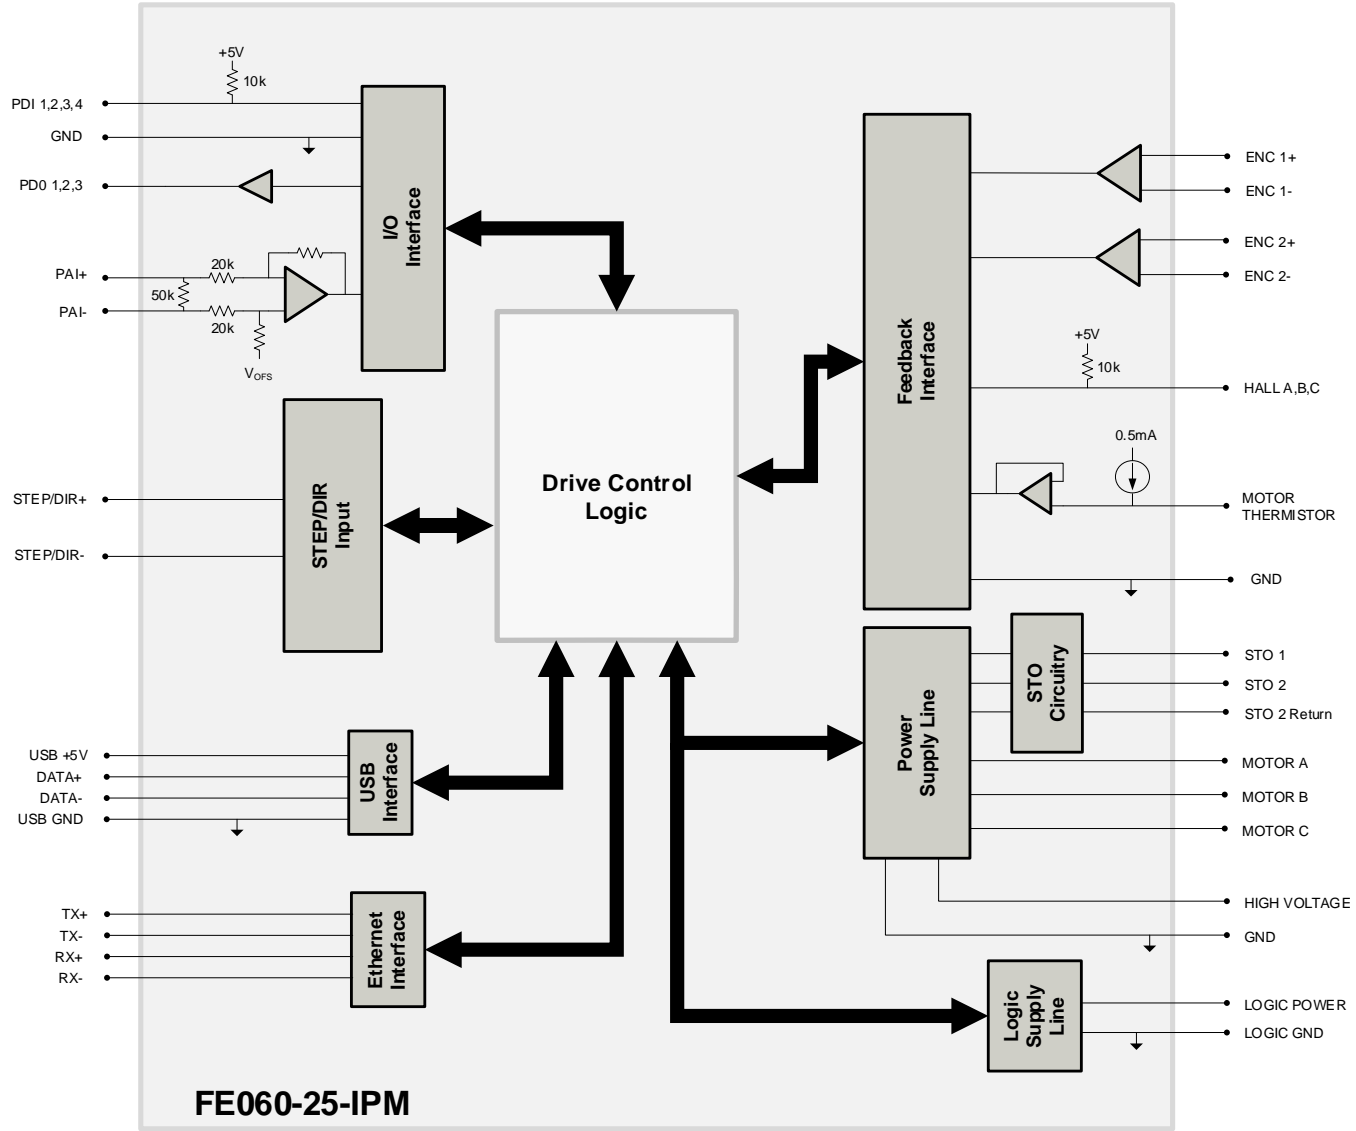 +5V
10k
PDI 1,2,3,4
GND
PD0 1,2,3
PAI+
20k
50k
PAI-
20k
VOFS
I/O
Interface
STEP/DIR+
STEP/DIR-
STEP/DIR
Input
Drive Control
Logic
USB +5V
DATA+
DATA-
USB GND
USB
Interface
TX+
TX-
RX+
RX-
Ethernet
Interface
Feedback
Interface
ENC 1+
ENC 1-
ENC 2+
ENC 2-
+5V
10k
HALL A,B,C
0.5mA
MOTOR
THERMISTOR
GND
Power
Supply Line
STO
Circuitry
STO 1
STO 2
STO 2 Return
MOTOR A
MOTOR B
MOTOR C
HIGH VOLTAGE
GND
Logic
Supply
Line
LOGIC POWER
LOGIC GND
FE060-25-IPM